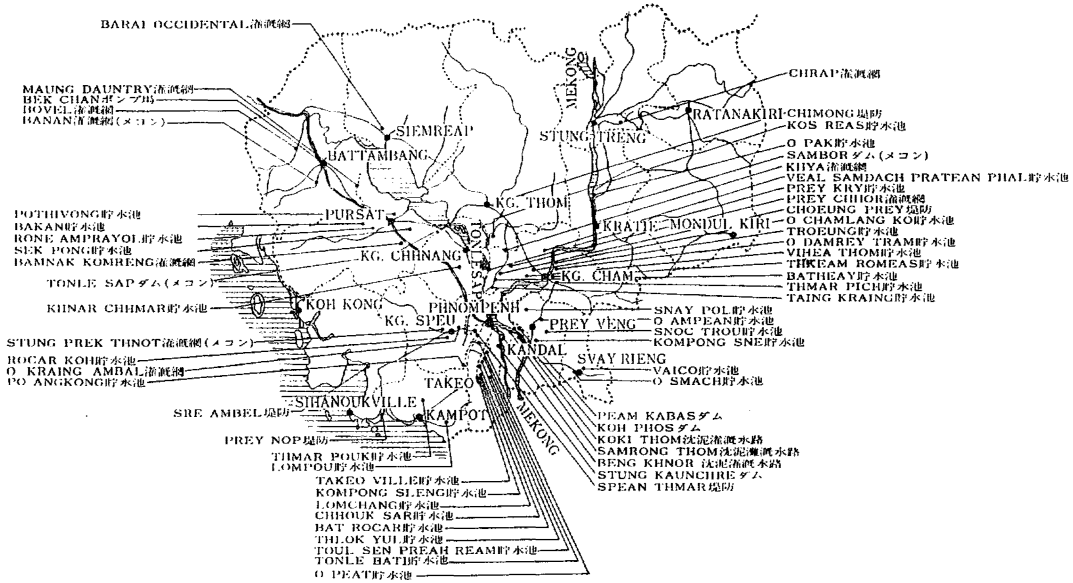 BARAI OCCIDENTAL灌漑網
MAUNG DAUNTRY灌漑網
BEK CHANポンプ場
BOVEL灌漑網
BANAN灌漑網(メコン)
POTHIVONG貯水池
BAKAN貯水池
RONE AMPRAYOL貯水池
SEK PONG貯水池
BAMNAK KOMRENG灌漑網
TONLE SAPダム(メコン)
KHNAR CHHMAR貯水池
STUNG PREK THNOT灌漑網(メコン)
ROCAR KOH貯水池
O KRAING AMBAL灌漑網
PO ANGKONG貯水池
SRE AMBEL堤防
PREY NOP堤防
THMAR POUK貯水池
LOMPOU貯水池
TAKEO VILLE貯水池
KOMPONG SLENG貯水池
LOMCHANG貯水池
CHHOUK SAR貯水池
BAT ROCAR貯水池
THLOK YUL貯水池
TOUL SEN PREAH REAM貯水池
TONLE BATI貯水池
O PEAT貯水池
MEKONG
SIEMREAP
BATTAMBANG
PURSAT
KG. THOM
KG. CHHNANG
KOH KONG
KG. SPEU
PHNOMPENH
KANDAL
TAKEO
SIHANOUKVILLE
KAMPOT
MEKONG
STUNG TRENG
RATANAKIRI
KRATIE
MONDUL KIRI
KG. CHAM
PREY VENG
SVAY RIENG
CHRAP灌漑網
CHIMONG堤防
KOS REAS貯水池
O PAK貯水池
SAMBORダム(メコン)
KHYA灌漑網
VEAL SAMDACH PRATEAN PHAL貯水池
PREY KRY貯水池
PREY CHHOR灌漑網
CHOEUNG PREY堤防
O CHAMLANG KO貯水池
TROEUNG貯水池
O DAMREY TRAM貯水池
VIHEA THOM貯水池
THKEAM ROMEAS貯水池
BATHEAY貯水池
THMAR PICH貯水池
TAING KRAING貯水池
SNAY POL貯水池
O AMPEAN貯水池
SNOC TROU貯水池
KOMPONG SNE貯水池
VAICO貯水池
O SMACH貯水池
PEAM KABASダム
KOH PHOSダム
KOKI THOM沈泥灌漑水路
SAMRONG THOM沈泥灌漑水路
BENG KHNOR 沈泥灌漑水路
STUNG KAUNCHREダム
SPEAN THMAR堤防